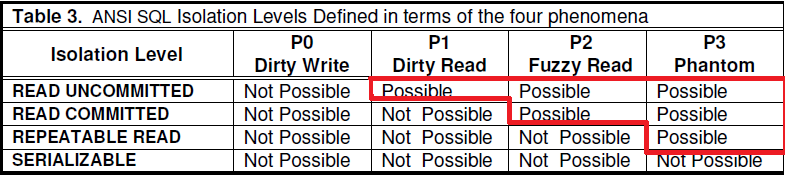 Table 3. ANSI SQL Isolation Levels Defined in terms of the four phenomena
Isolation Level P0 Dirty Write P1 Dirty Read P2 Fuzzy Read P3 Phantom
READ UNCOMMITTED Not Possible Possible Possible Possible
READ COMMITTED Not Possible Not Possible Possible Possible
REPEATABLE READ Not Possible Not Possible Not Possible Possible
SERIALIZABLE Not Possible Not Possible Not Possible Not Possible